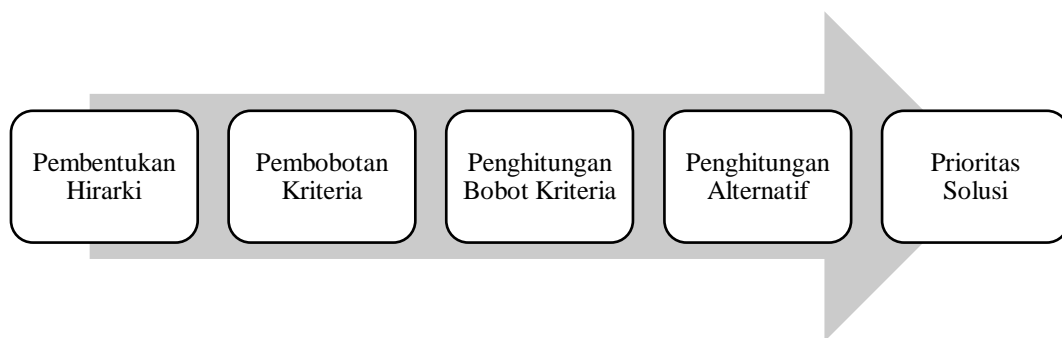 Pembentukan
Hirarki
Pembobotan
Kriteria
Penghitungan
Bobot Kriteria
Penghitungan
Alternatif
Prioritas
Solusi